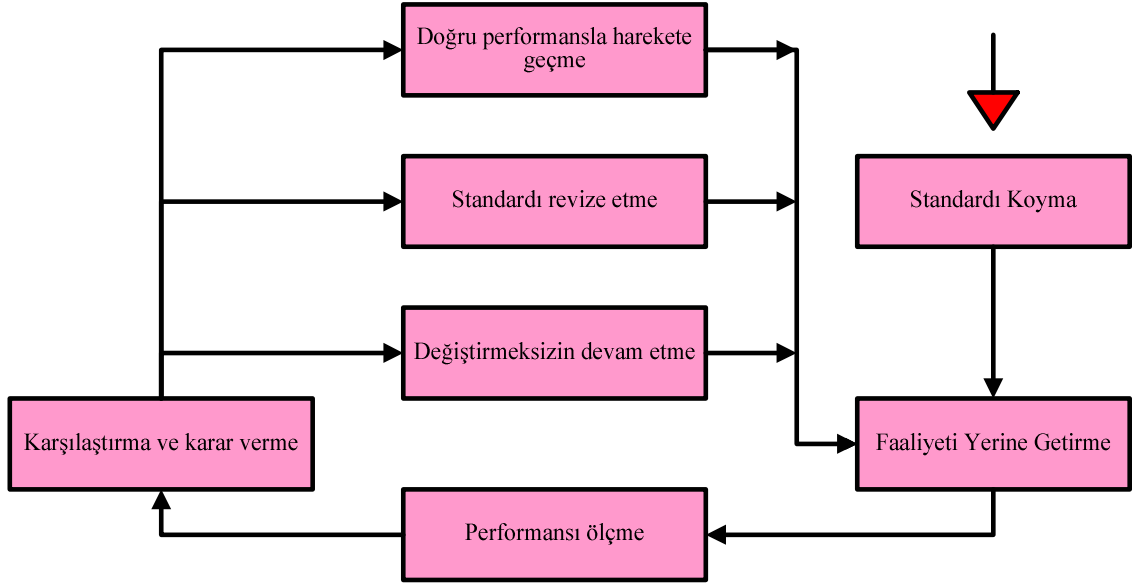 Doğru performansla harekete
geçme
Standardı revize etme
Standardı Koyma
Değiştirmeksizin devam etme
Karşılaştırma ve karar verme
Faaliyeti Yerine Getirme
Performansı ölçme